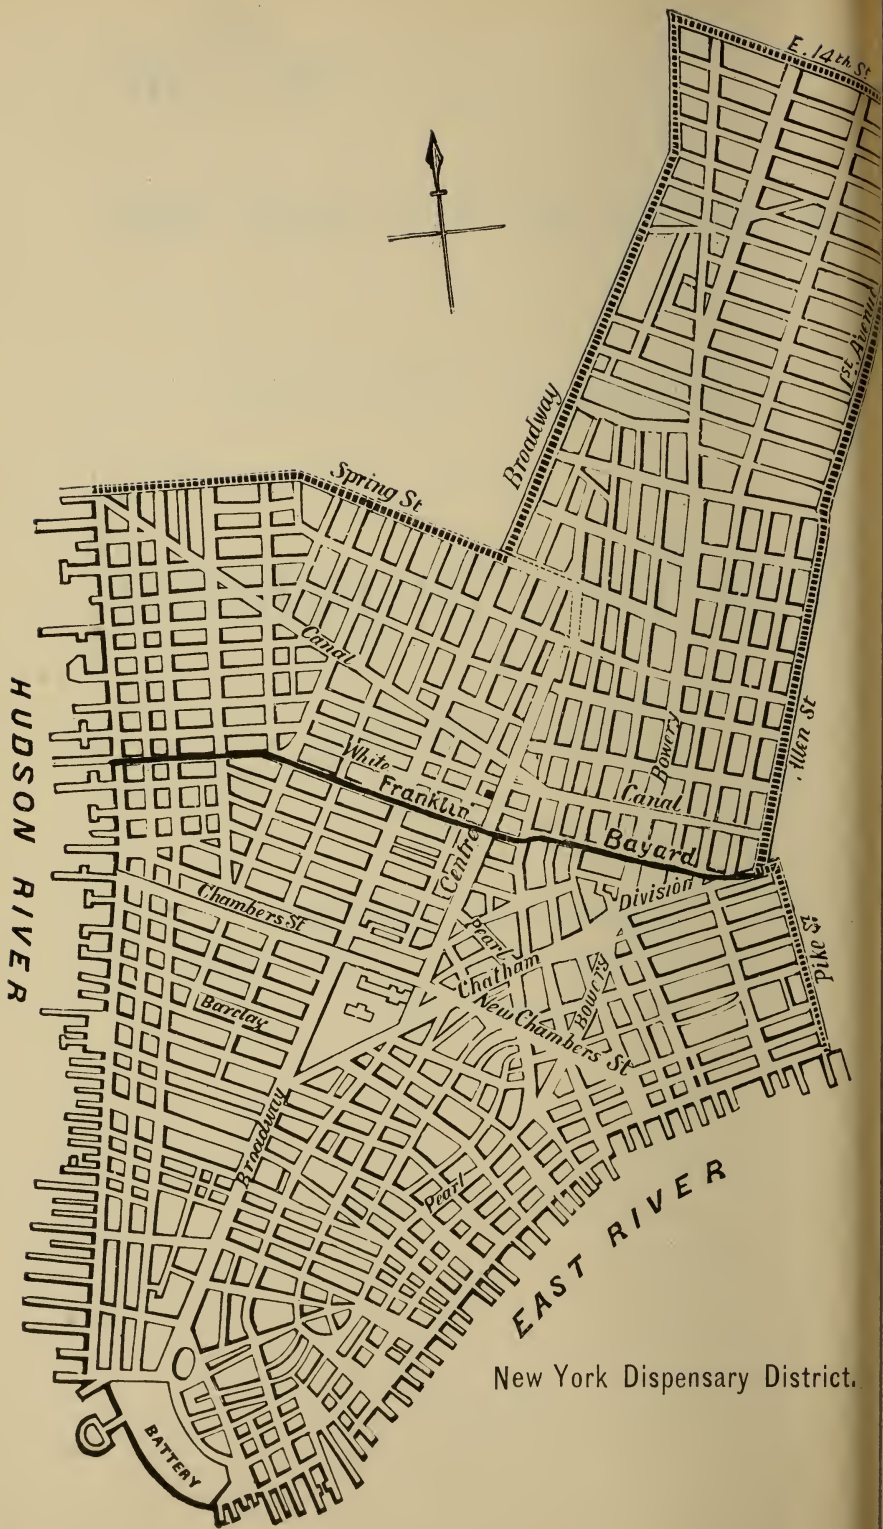 E. 14th St
1st Avenue
Broadway
Spring St
Canal
Allen St
Bowery
HUDSON RIVER
White
Franklin
Canal
Centre
Bayard
Division
Chambers St
Pearl
Pike St
Chatham
Bowery
New Chambers St
Barclay
Broadway
Pearl
EAST RIVER
New York Dispensary District.
BATTERY